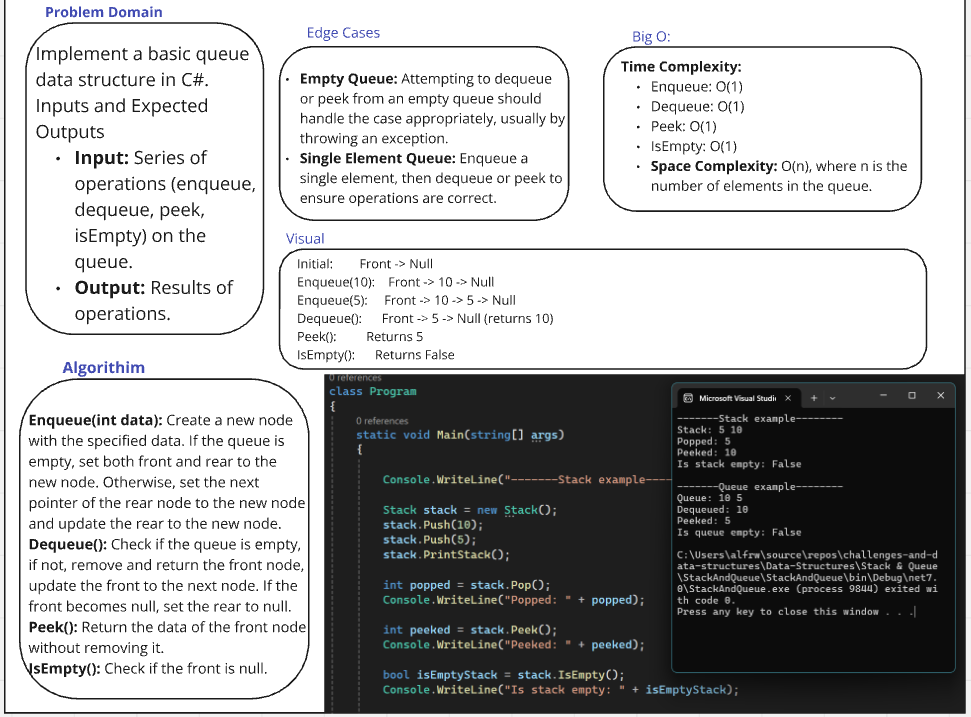 Problem Domain
Implement a basic queue
data structure in C#.
Inputs and Expected
Outputs
• Input: Series of
operations (enqueue,
dequeue, peek,
isEmpty) on the
queue.
• Output: Results of
operations.
Edge Cases
• Empty Queue: Attempting to dequeue
or peek from an empty queue should
handle the case appropriately, usually by
throwing an exception.
• Single Element Queue: Enqueue a
single element, then dequeue or peek to
ensure operations are correct.
Big O:
Time Complexity:
• Enqueue: O(1)
• Dequeue: O(1)
• Peek: O(1)
• IsEmpty: O(1)
• Space Complexity: O(n), where n is the
number of elements in the queue.
Visual
Initial: Front -> Null
Enqueue(10): Front -> 10 -> Null
Enqueue(5): Front -> 10 -> 5 -> Null
Dequeue(): Front -> 5 -> Null (returns 10)
Peek(): Returns 5
IsEmpty(): Returns False
Algorithim
Enqueue(int data): Create a new node
with the specified data. If the queue is
empty, set both front and rear to the
new node. Otherwise, set the next
pointer of the rear node to the new node
and update the rear to the new node.
Dequeue(): Check if the queue is empty,
if not, remove and return the front node,
update the front to the next node. If the
front becomes null, set the rear to null.
Peek(): Return the data of the front node
without removing it.
IsEmpty(): Check if the front is null.
0 references
class Program
{
0 references
static void Main(string[] args)
{
Console.WriteLine("-------Stack example----
Stack stack = new Stack();
stack.Push(10);
stack.Push(5);
stack.PrintStack();
int popped = stack.Pop();
Console.WriteLine("Popped: " + popped);
int peeked = stack.Peek();
Console.WriteLine("Peeked: " + peeked);
bool isEmptyStack = stack.IsEmpty();
Console.WriteLine("Is stack empty: " + isEmptyStack);
Microsoft Visual Studi
-------Stack example--------
Stack: 5 10
Popped: 5
Peeked: 10
Is stack empty: False
-------Queue example--------
Queue: 10 5
Dequeued: 10
Peeked: 5
Is queue empty: False
C:\Users\alfrw\source\repos\challenges-and-d
ata-structures\Data-Structures\Stack & Queue
\StackAndQueue\StackAndQueue\bin\Debug\net7.
0\StackAndQueue.exe (process 9844) exited wi
th code 0.
Press any key to close this window . . .